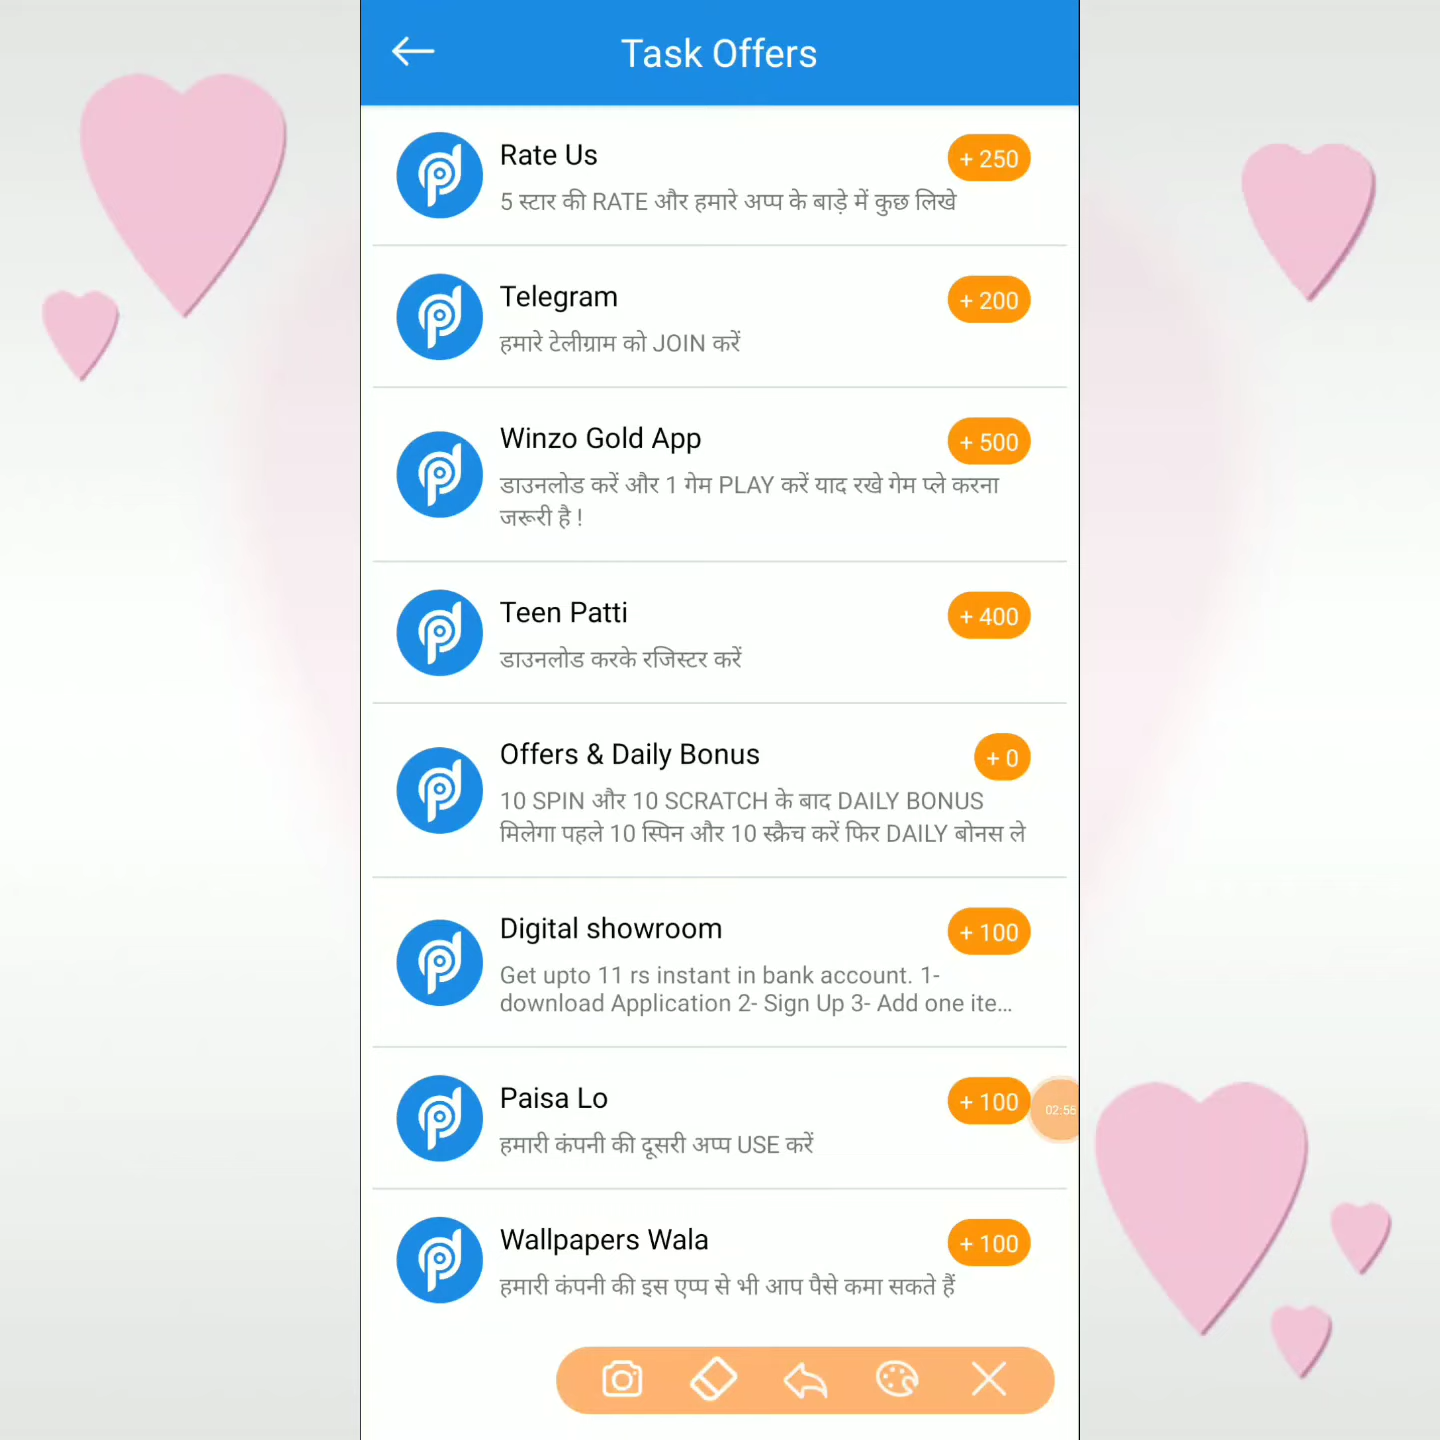 Task Offers
Rate Us
+ 250
5 स्टार की RATE और हमारे अप्प के बाड़े में कुछ लिखे
Telegram
+ 200
हमारे टेलीग्राम को JOIN करें
Winzo Gold App
+ 500
डाउनलोड करें और 1 गेम PLAY करें याद रखे गेम प्ले करना
जरूरी है !
Teen Patti
+ 400
डाउनलोड करके रजिस्टर करें
Offers & Daily Bonus
+ 0
10 SPIN और 10 SCRATCH के बाद DAILY BONUS
मिलेगा पहले 10 स्पिन और 10 स्क्रैच करें फिर DAILY बोनस ले
Digital showroom
+ 100
Get upto 11 rs instant in bank account. 1-
download Application 2- Sign Up 3- Add one ite...
Paisa Lo
+ 100
02:56
हमारी कंपनी की दूसरी अप्प USE करें
Wallpapers Wala
+ 100
हमारी कंपनी की इस एप्प से भी आप पैसे कमा सकते हैं